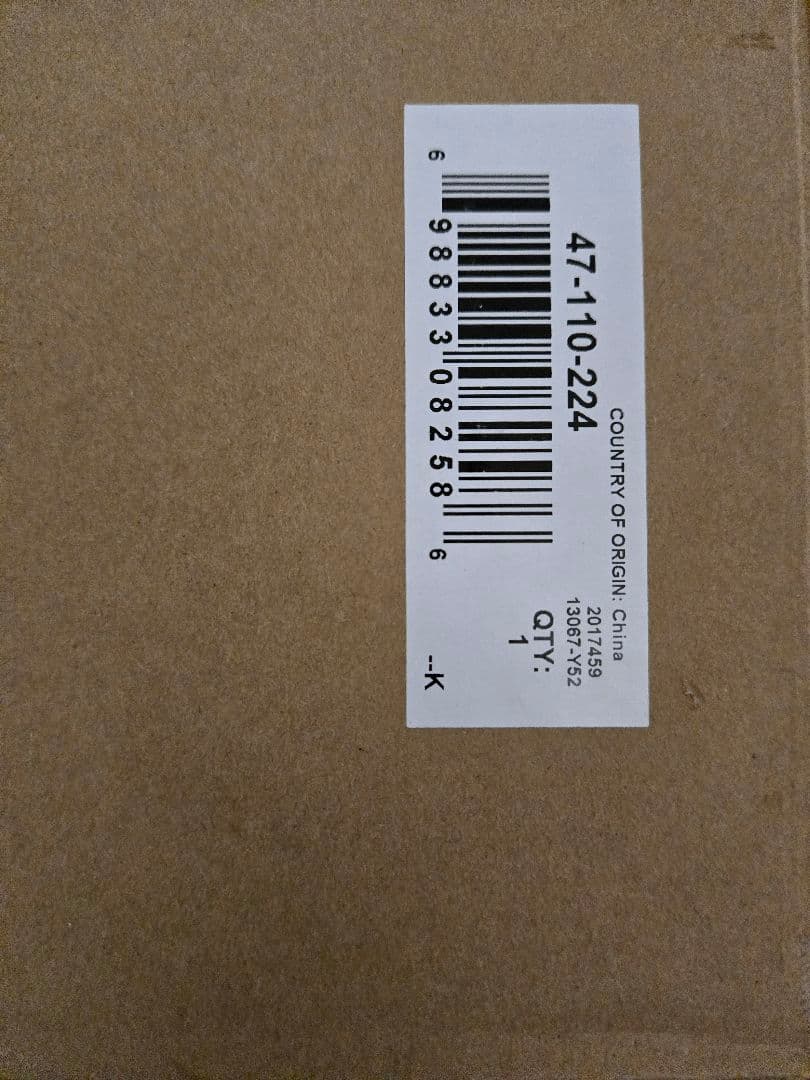 COUNTRY OF ORIGIN: China
47-110-224
2017459
13067-Y52
QTY:
1
6 98833 08258 6
--K